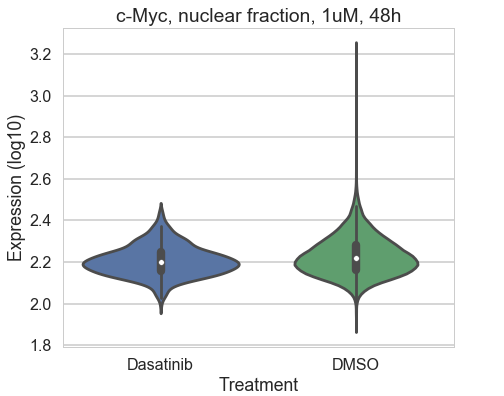 c-Myc, nuclear fraction, 1uM, 48h
Expression (log10)
3.2
3.0
2.8
2.6
2.4
2.2
2.0
1.8
Dasatinib
DMSO
Treatment